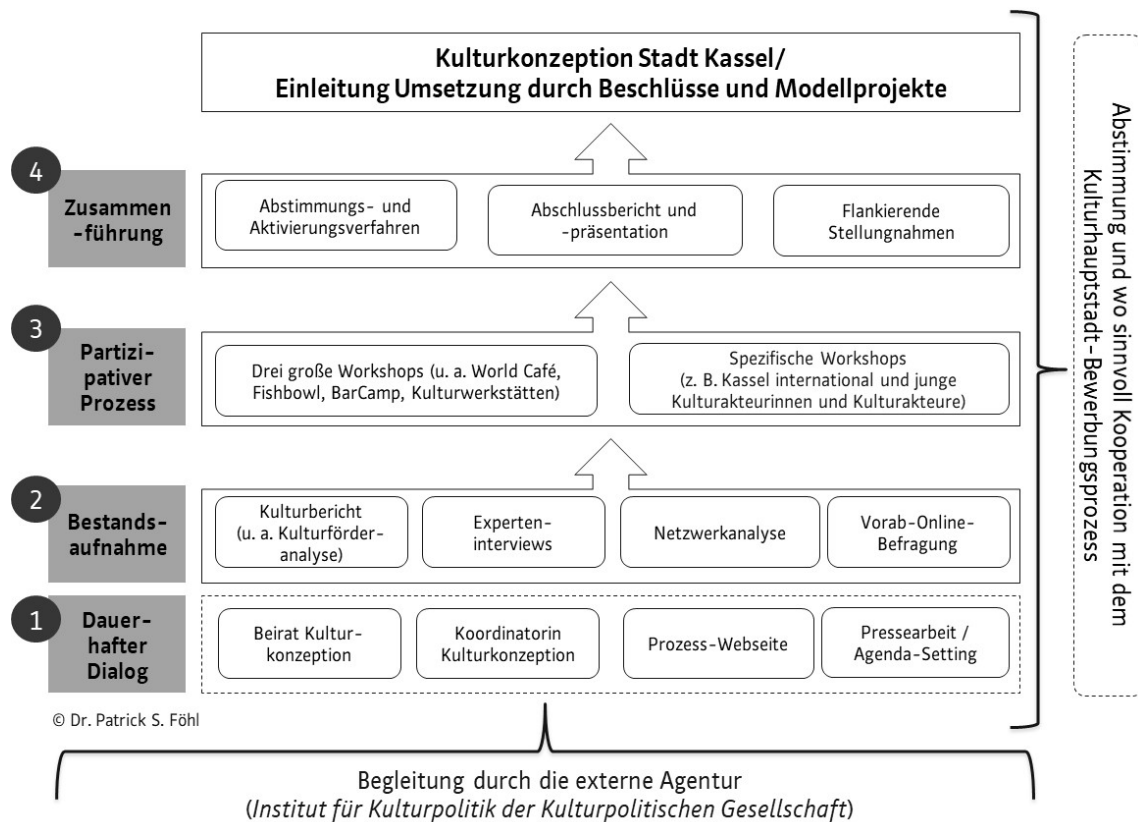 Kulturkonzeption Stadt Kassel/
Einleitung Umsetzung durch Beschlüsse und Modellprojekte
4
Zusammen
-führung
Abstimmungs- und
Aktivierungsverfahren
Abschlussbericht und
-präsentation
Flankierende
Stellungnahmen
3
Partizi-
pativer
Prozess
Drei große Workshops (u. a. World Café,
Fishbowl, BarCamp, Kulturwerkstätten)
Spezifische Workshops
(z. B. Kassel international und junge
Kulturakteurinnen und Kulturakteure)
2
Bestands-
aufnahme
Kulturbericht
(u. a. Kulturförder-
analyse)
Experten-
interviews
Netzwerkanalyse
Vorab-Online-
Befragung
1
Dauer-
hafter
Dialog
Beirat Kultur-
konzeption
Koordinatorin
Kulturkonzeption
Prozess-Webseite
Pressearbeit /
Agenda-Setting
© Dr. Patrick S. Föhl
Begleitung durch die externe Agentur
(Institut für Kulturpolitik der Kulturpolitischen Gesellschaft)
Abstimmung und wo sinnvoll Kooperation mit dem
Kulturhauptstadt-Bewerbungsprozess